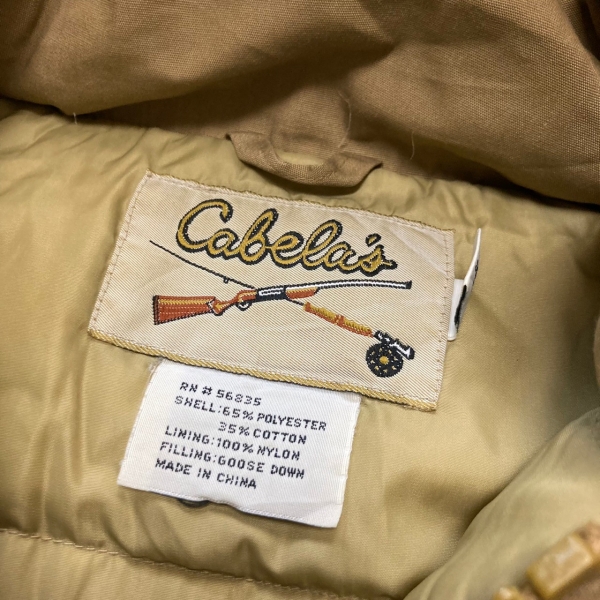 Cabela's
RN # 56835
SHELL: 65% POLYESTER
35% COTTON
LINING: 100% NYLON
FILLING: GOOSE DOWN
MADE IN CHINA